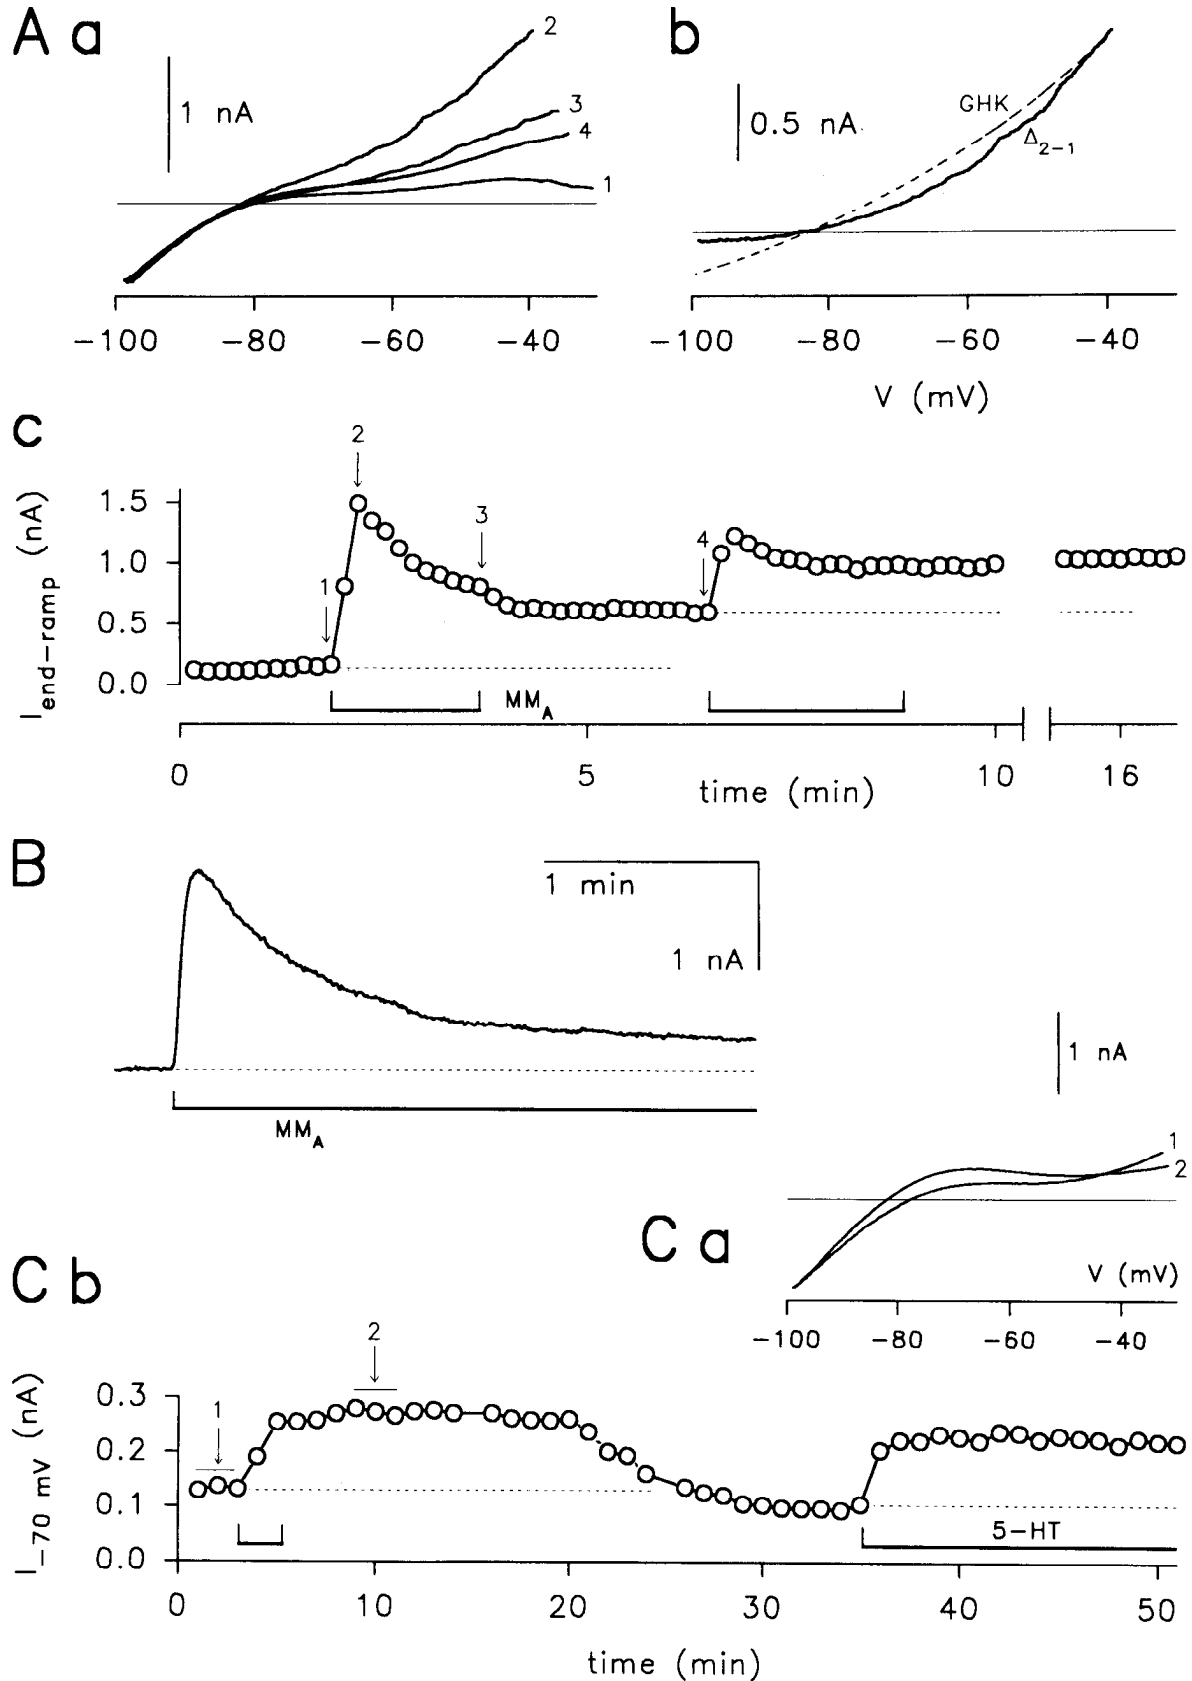 A a
2
3
4
1
1 nA
−100 −80 −60 −40
b
GHK
Δ2−1
0.5 nA
−100 −80 −60 −40
V (mV)
c
I end−ramp (nA)
1.5
1.0
0.5
0.0
1
2
3
4
MM A
0 5 10 16
time (min)
B
1 min
1 nA
MM A
C a
1 nA
1
2
V (mV)
−100 −80 −60 −40
C b
I −70 mV (nA)
0.3
0.2
0.1
0.0
1
2
5−HT
0 10 20 30 40 50
time (min)